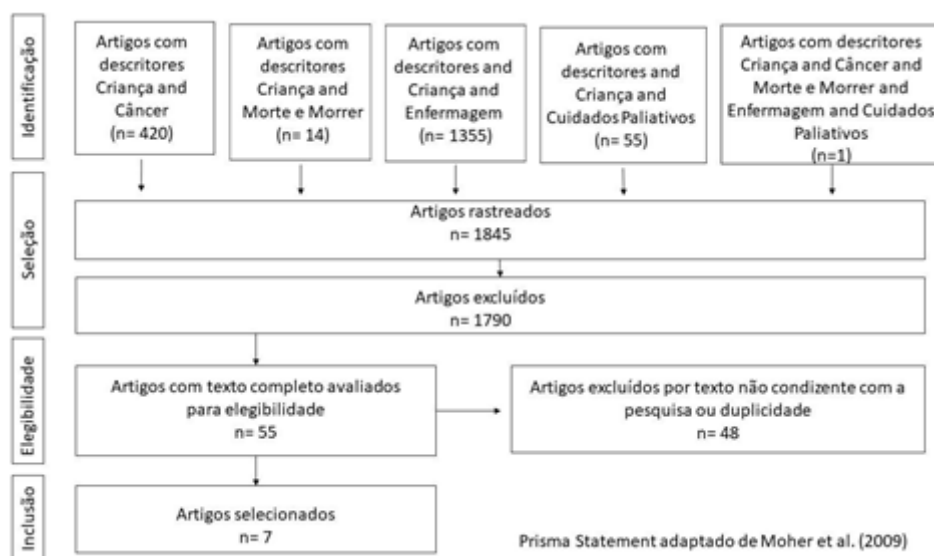 Identificação
Artigos com
descritores
Criança and
Câncer
(n= 420)
Artigos com
descritores
Criança and
Morte e Morrer
(n= 14)
Artigos com
descritores and
Criança and
Enfermagem
(n= 1355)
Artigos com
descritores and
Criança and
Cuidados Paliativos
(n= 55)
Artigos com descritores
Criança and Câncer and
Morte e Morrer and
Enfermagem and Cuidados
Paliativos
(n=1)
Seleção
Artigos rastreados
n= 1845
Artigos excluídos
n= 1790
Elegibilidade
Artigos com texto completo avaliados
para elegibilidade
n= 55
Artigos excluídos por texto não condizente com a
pesquisa ou duplicidade
n= 48
Inclusão
Artigos selecionados
n= 7
Prisma Statement adaptado de Moher et al. (2009)